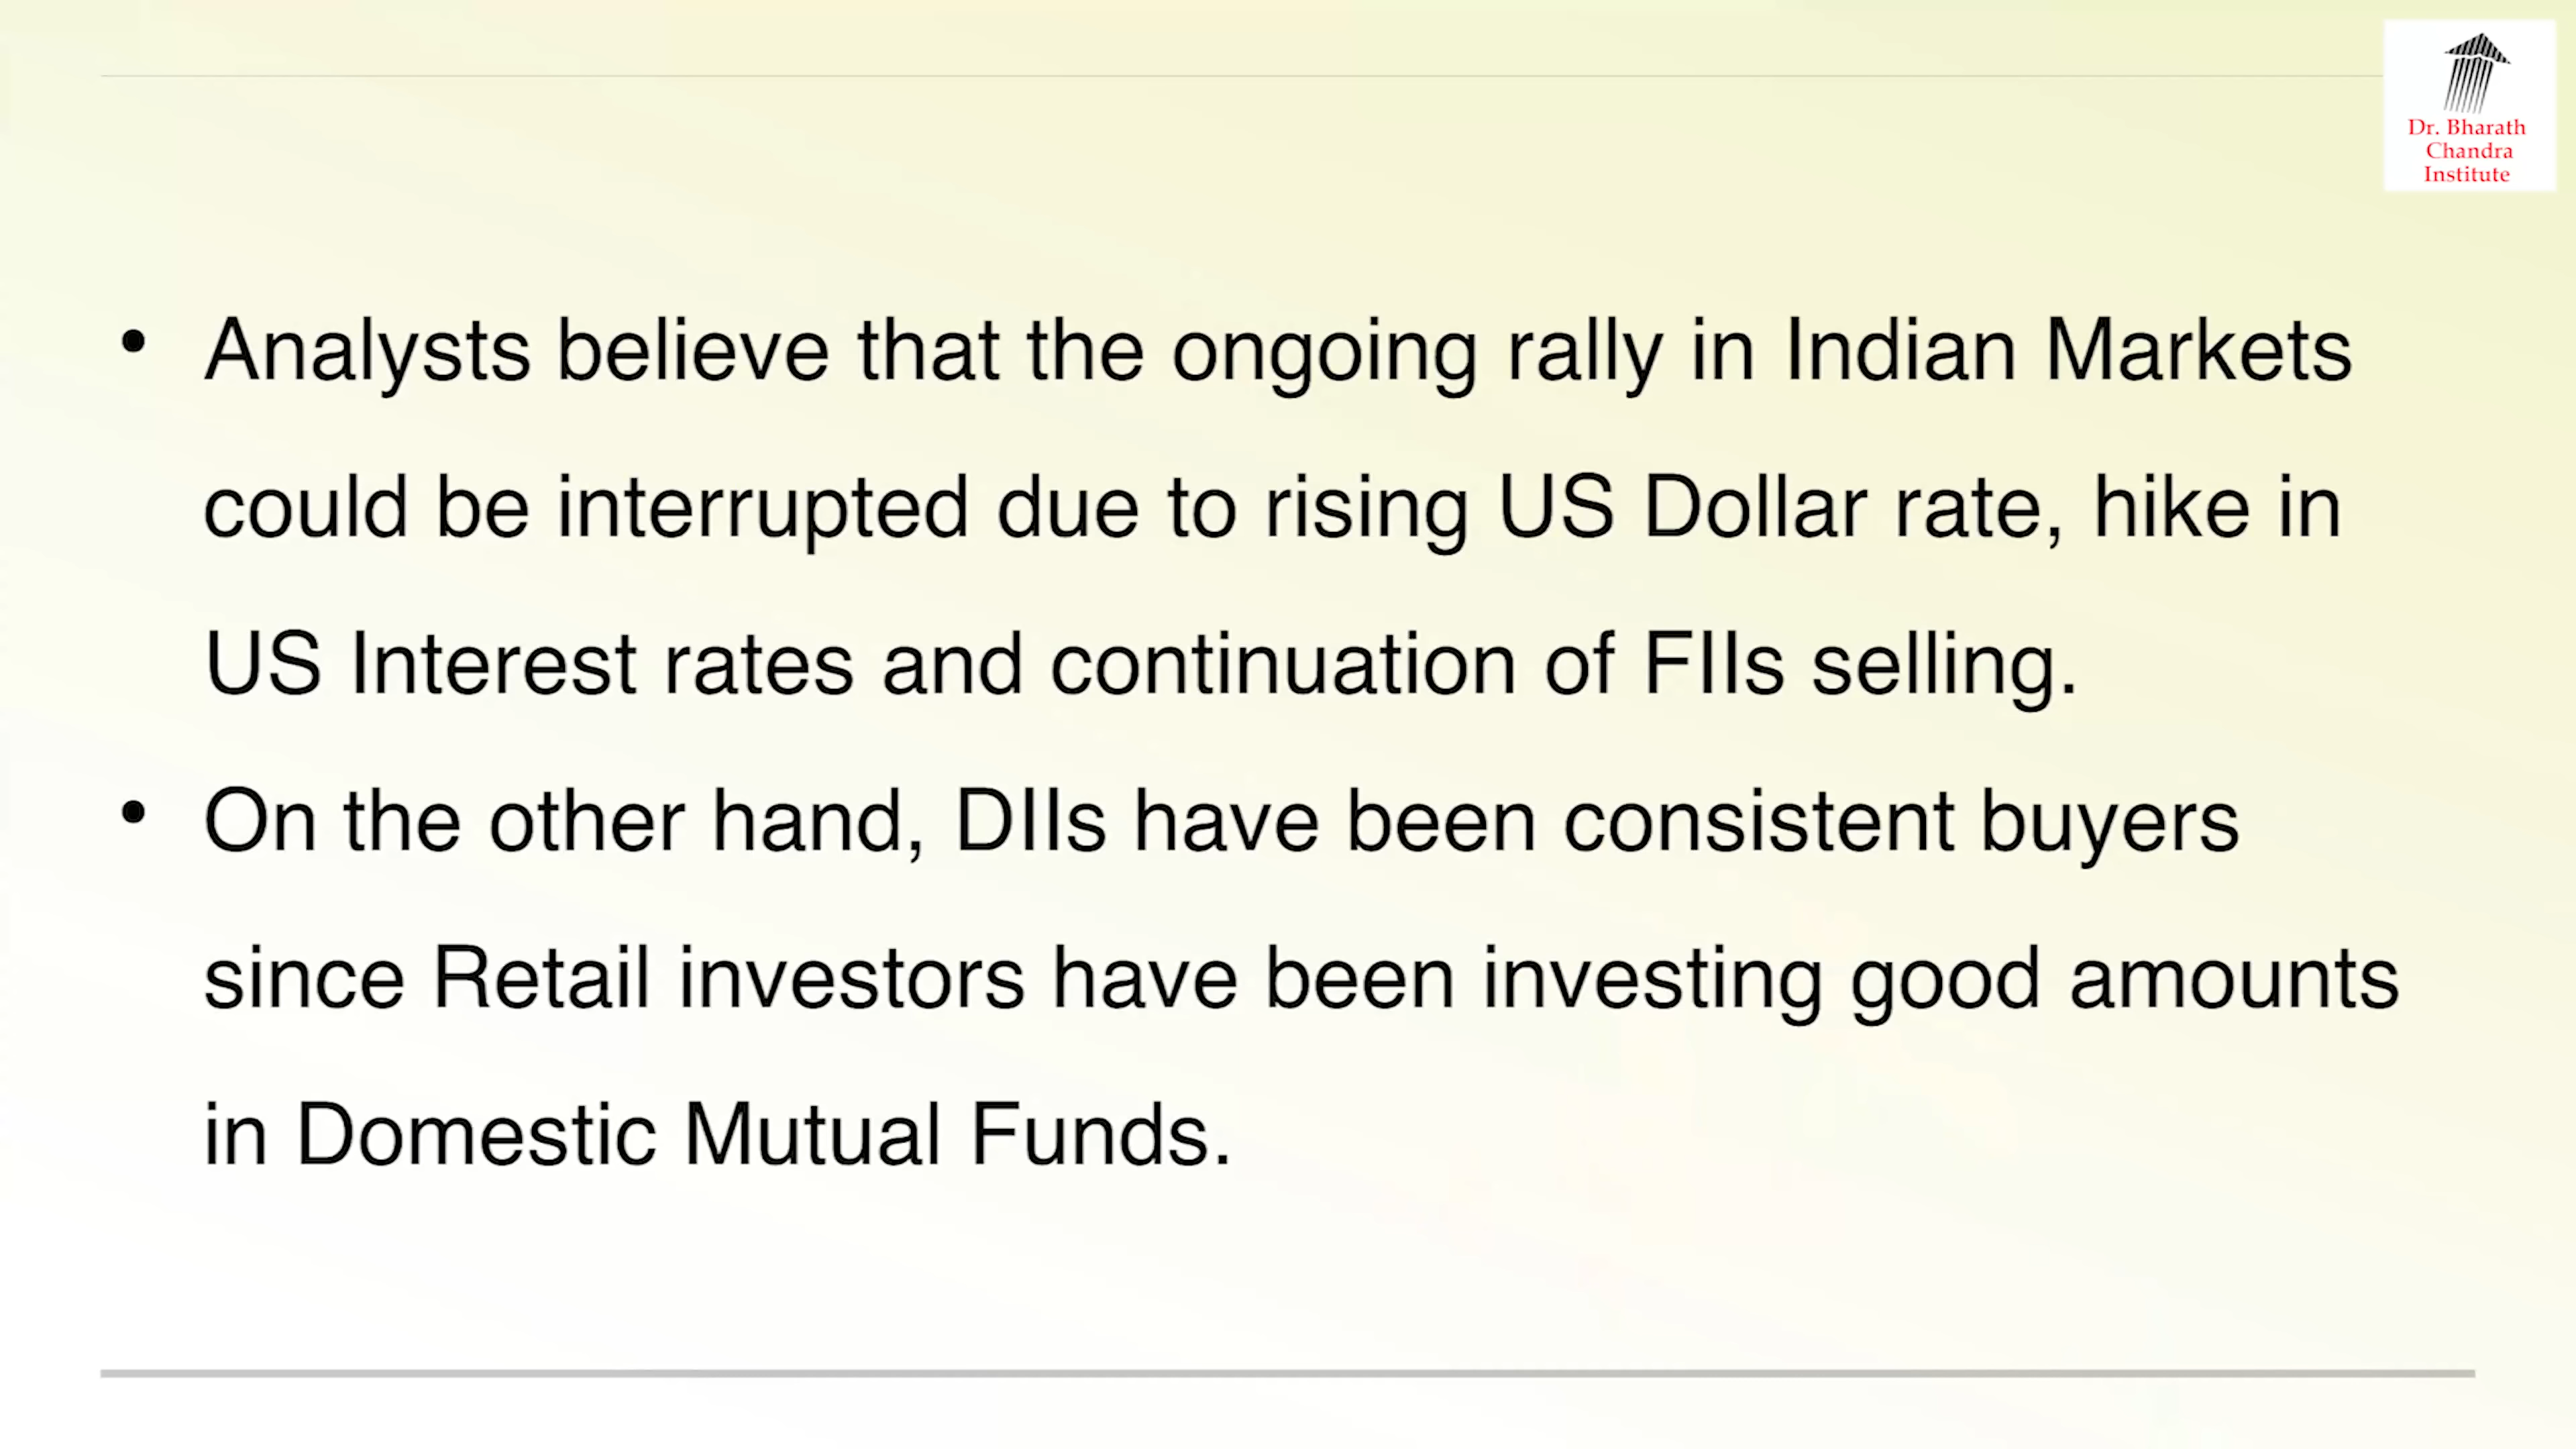 Dr. Bharath
Chandra
Institute
• Analysts believe that the ongoing rally in Indian Markets
could be interrupted due to rising US Dollar rate, hike in
US Interest rates and continuation of FIIs selling.
• On the other hand, DIIs have been consistent buyers
since Retail investors have been investing good amounts
in Domestic Mutual Funds.